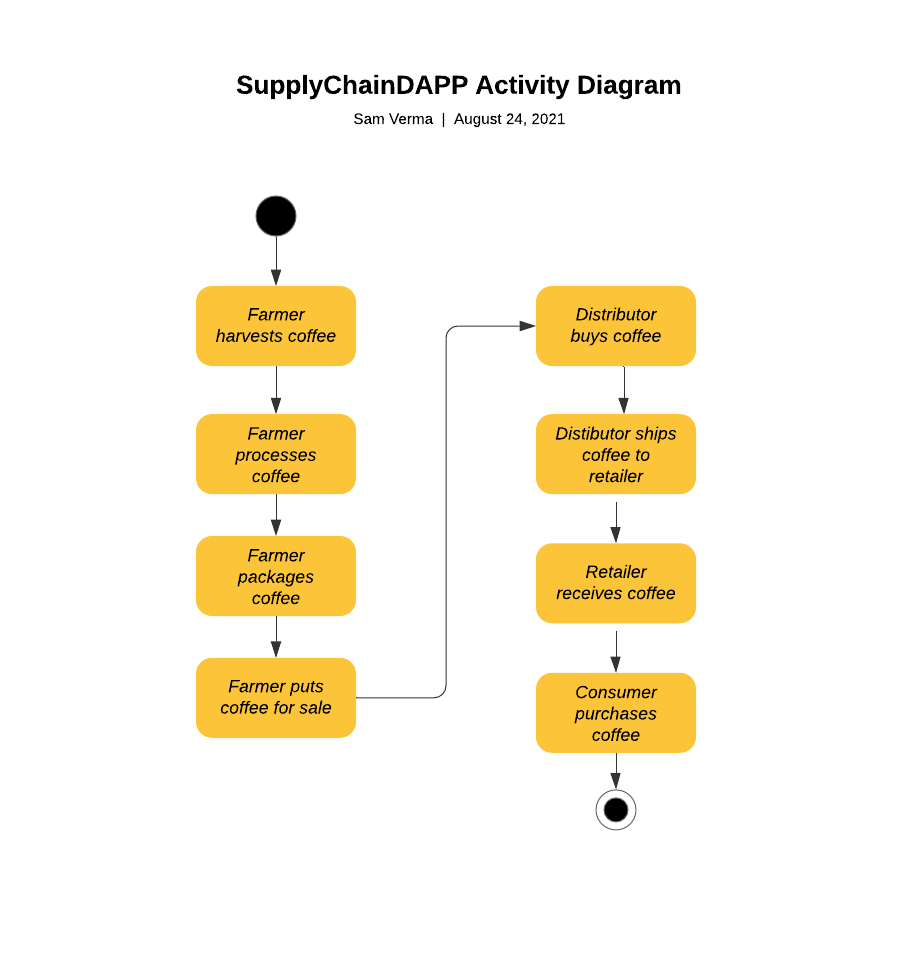 SupplyChainDAPP Activity Diagram
Sam Verma | August 24, 2021
Farmer
harvests coffee
Farmer
processes
coffee
Farmer
packages
coffee
Farmer puts
coffee for sale
Distributor
buys coffee
Distibutor ships
coffee to
retailer
Retailer
receives coffee
Consumer
purchases
coffee